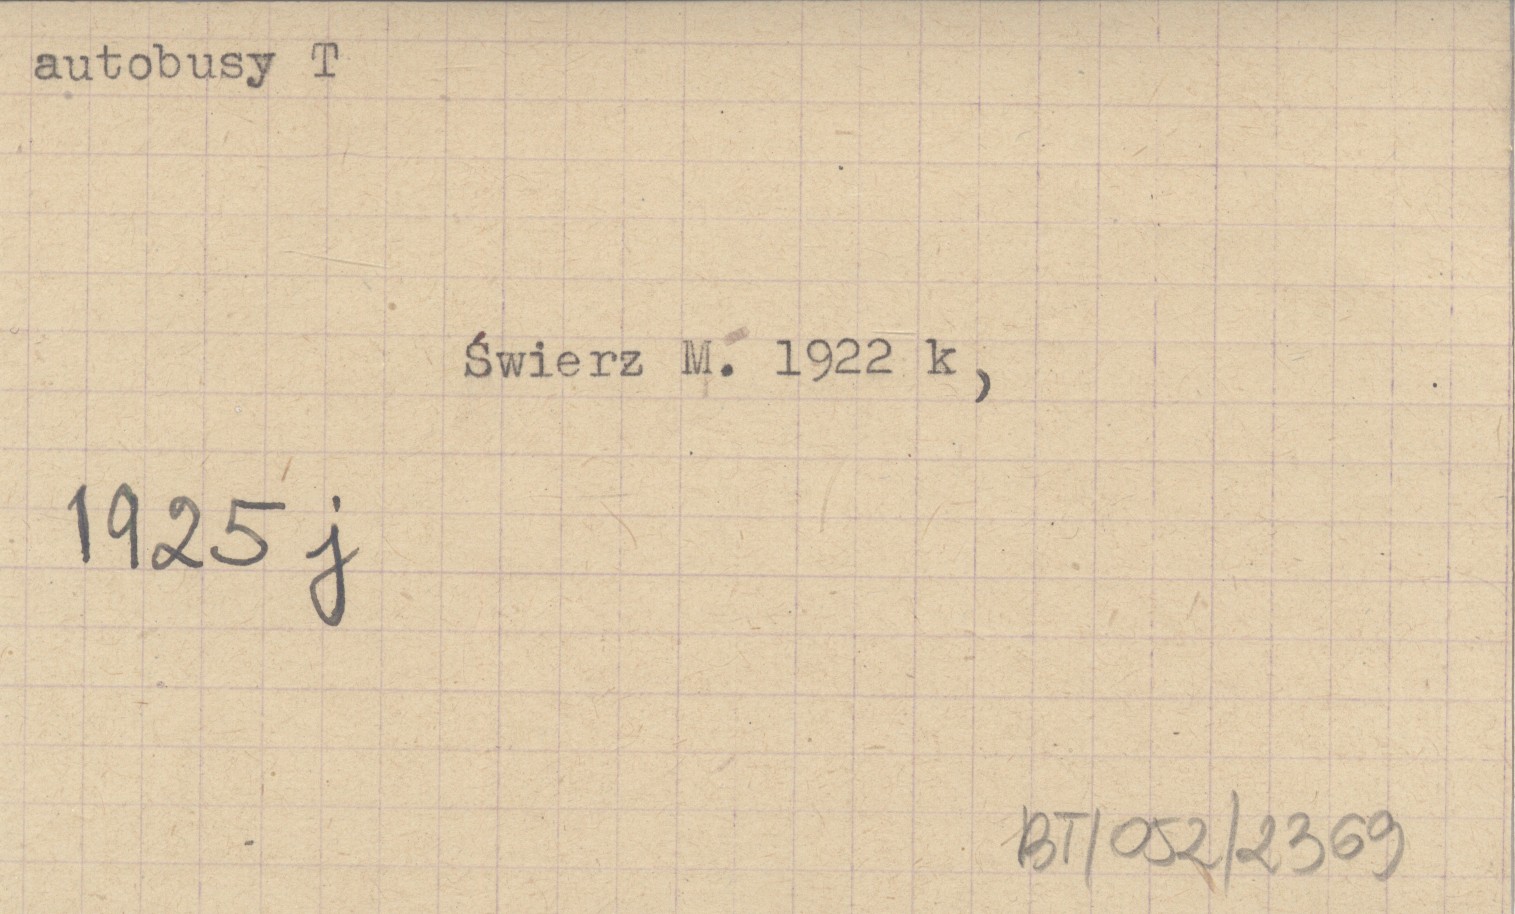 autobusy T
Świerz M. 1922 k,
1925 j
BT/052/2369